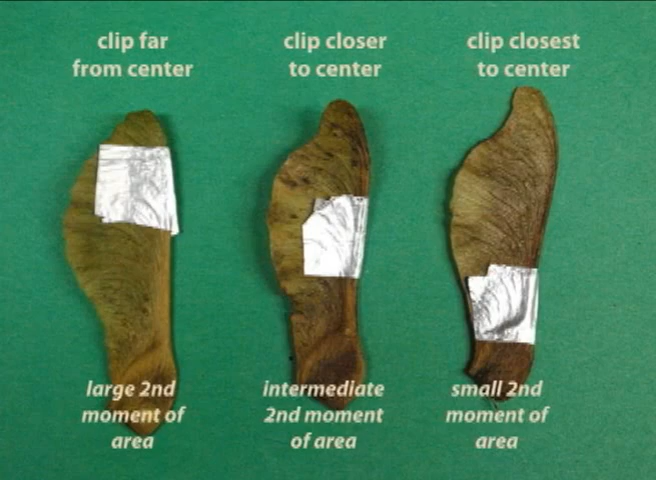 clip far
from center
clip closer
to center
clip closest
to center
large 2nd
moment of
area
intermediate
2nd moment
of area
small 2nd
moment of
area